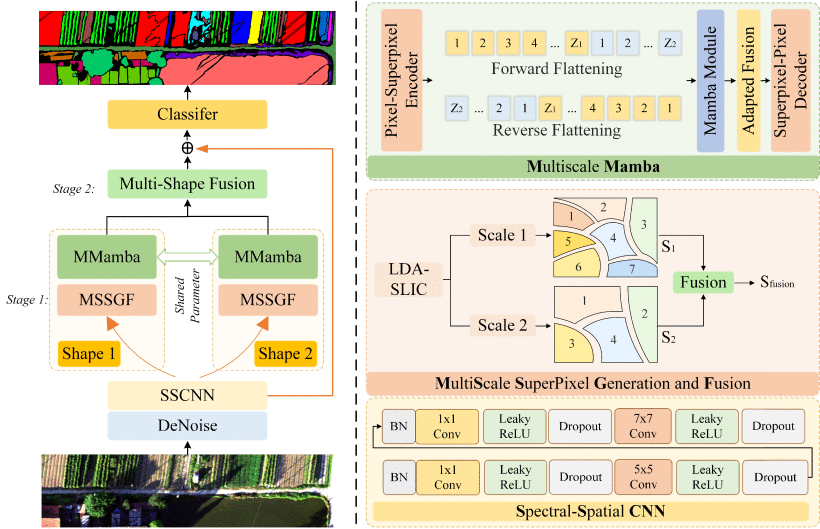 Classifer
⊕
Stage 2:
Multi-Shape Fusion
MMamba
MMamba
Stage 1:
Shared
Parameter
MSSGF
MSSGF
Shape 1
Shape 2
SSCNN
DeNoise
Pixel-Superpixel
Encoder
1 2 3 4 ... Z1 1 2 ... Z2
Forward Flattening
Z2 ... 2 1 Z1 ... 4 3 2 1
Reverse Flattening
Mamba Module
Adapted Fusion
Superpixel-Pixel
Decoder
Multiscale Mamba
LDA-
SLIC
Scale 1
1
2
3
4
5
6
7
S1
Scale 2
1
2
3
4
S2
Fusion
Sfusion
MultiScale SuperPixel Generation and Fusion
BN
1x1
Conv
Leaky
ReLU
Dropout
7x7
Conv
Leaky
ReLU
Dropout
BN
1x1
Conv
Leaky
ReLU
Dropout
5x5
Conv
Leaky
ReLU
Dropout
Spectral-Spatial CNN